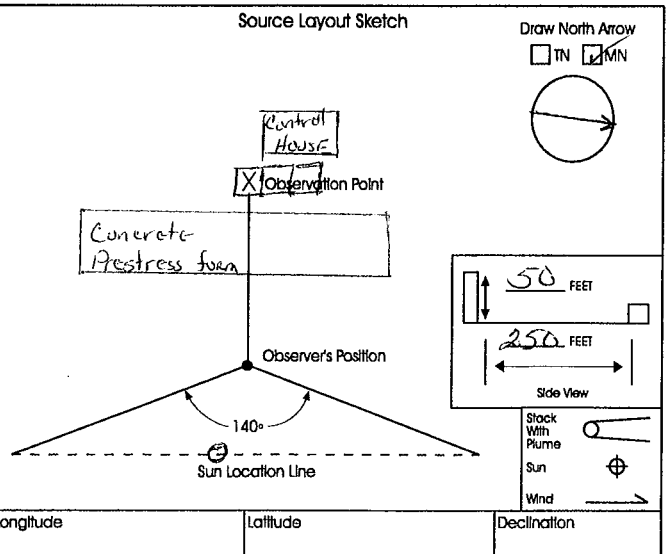 Source Layout Sketch
Draw North Arrow
TN MN
Control
House
X Observation Point
Concrete
Prestress form
50 FEET
250 FEET
Side View
Observer's Position
140°
Sun Location Line
Stack
With
Plume
Sun
Wind
ongitude
Latitude
Declination